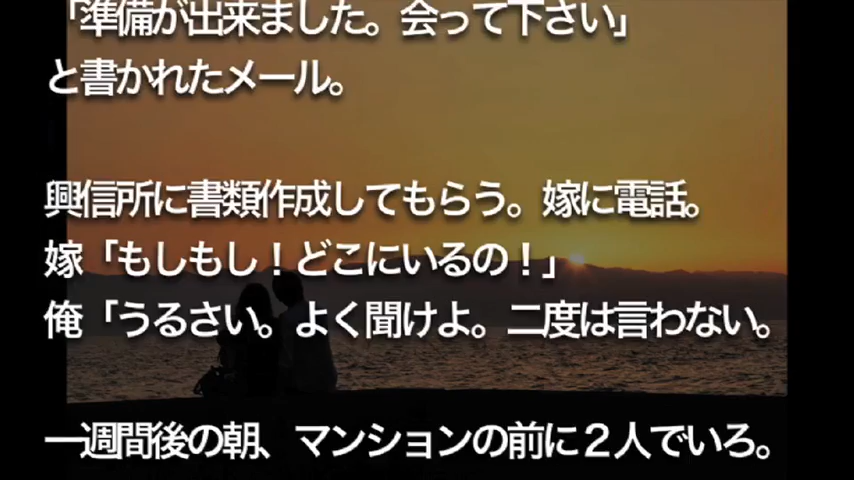 「準備が出来ました。会って下さい」
と書かれたメール。
興信所に書類作成してもらう。嫁に電話。
嫁「もしもし！どこにいるの！」
俺「うるさい。よく聞けよ。二度は言わない。
一週間後の朝、マンションの前に２人でいろ。